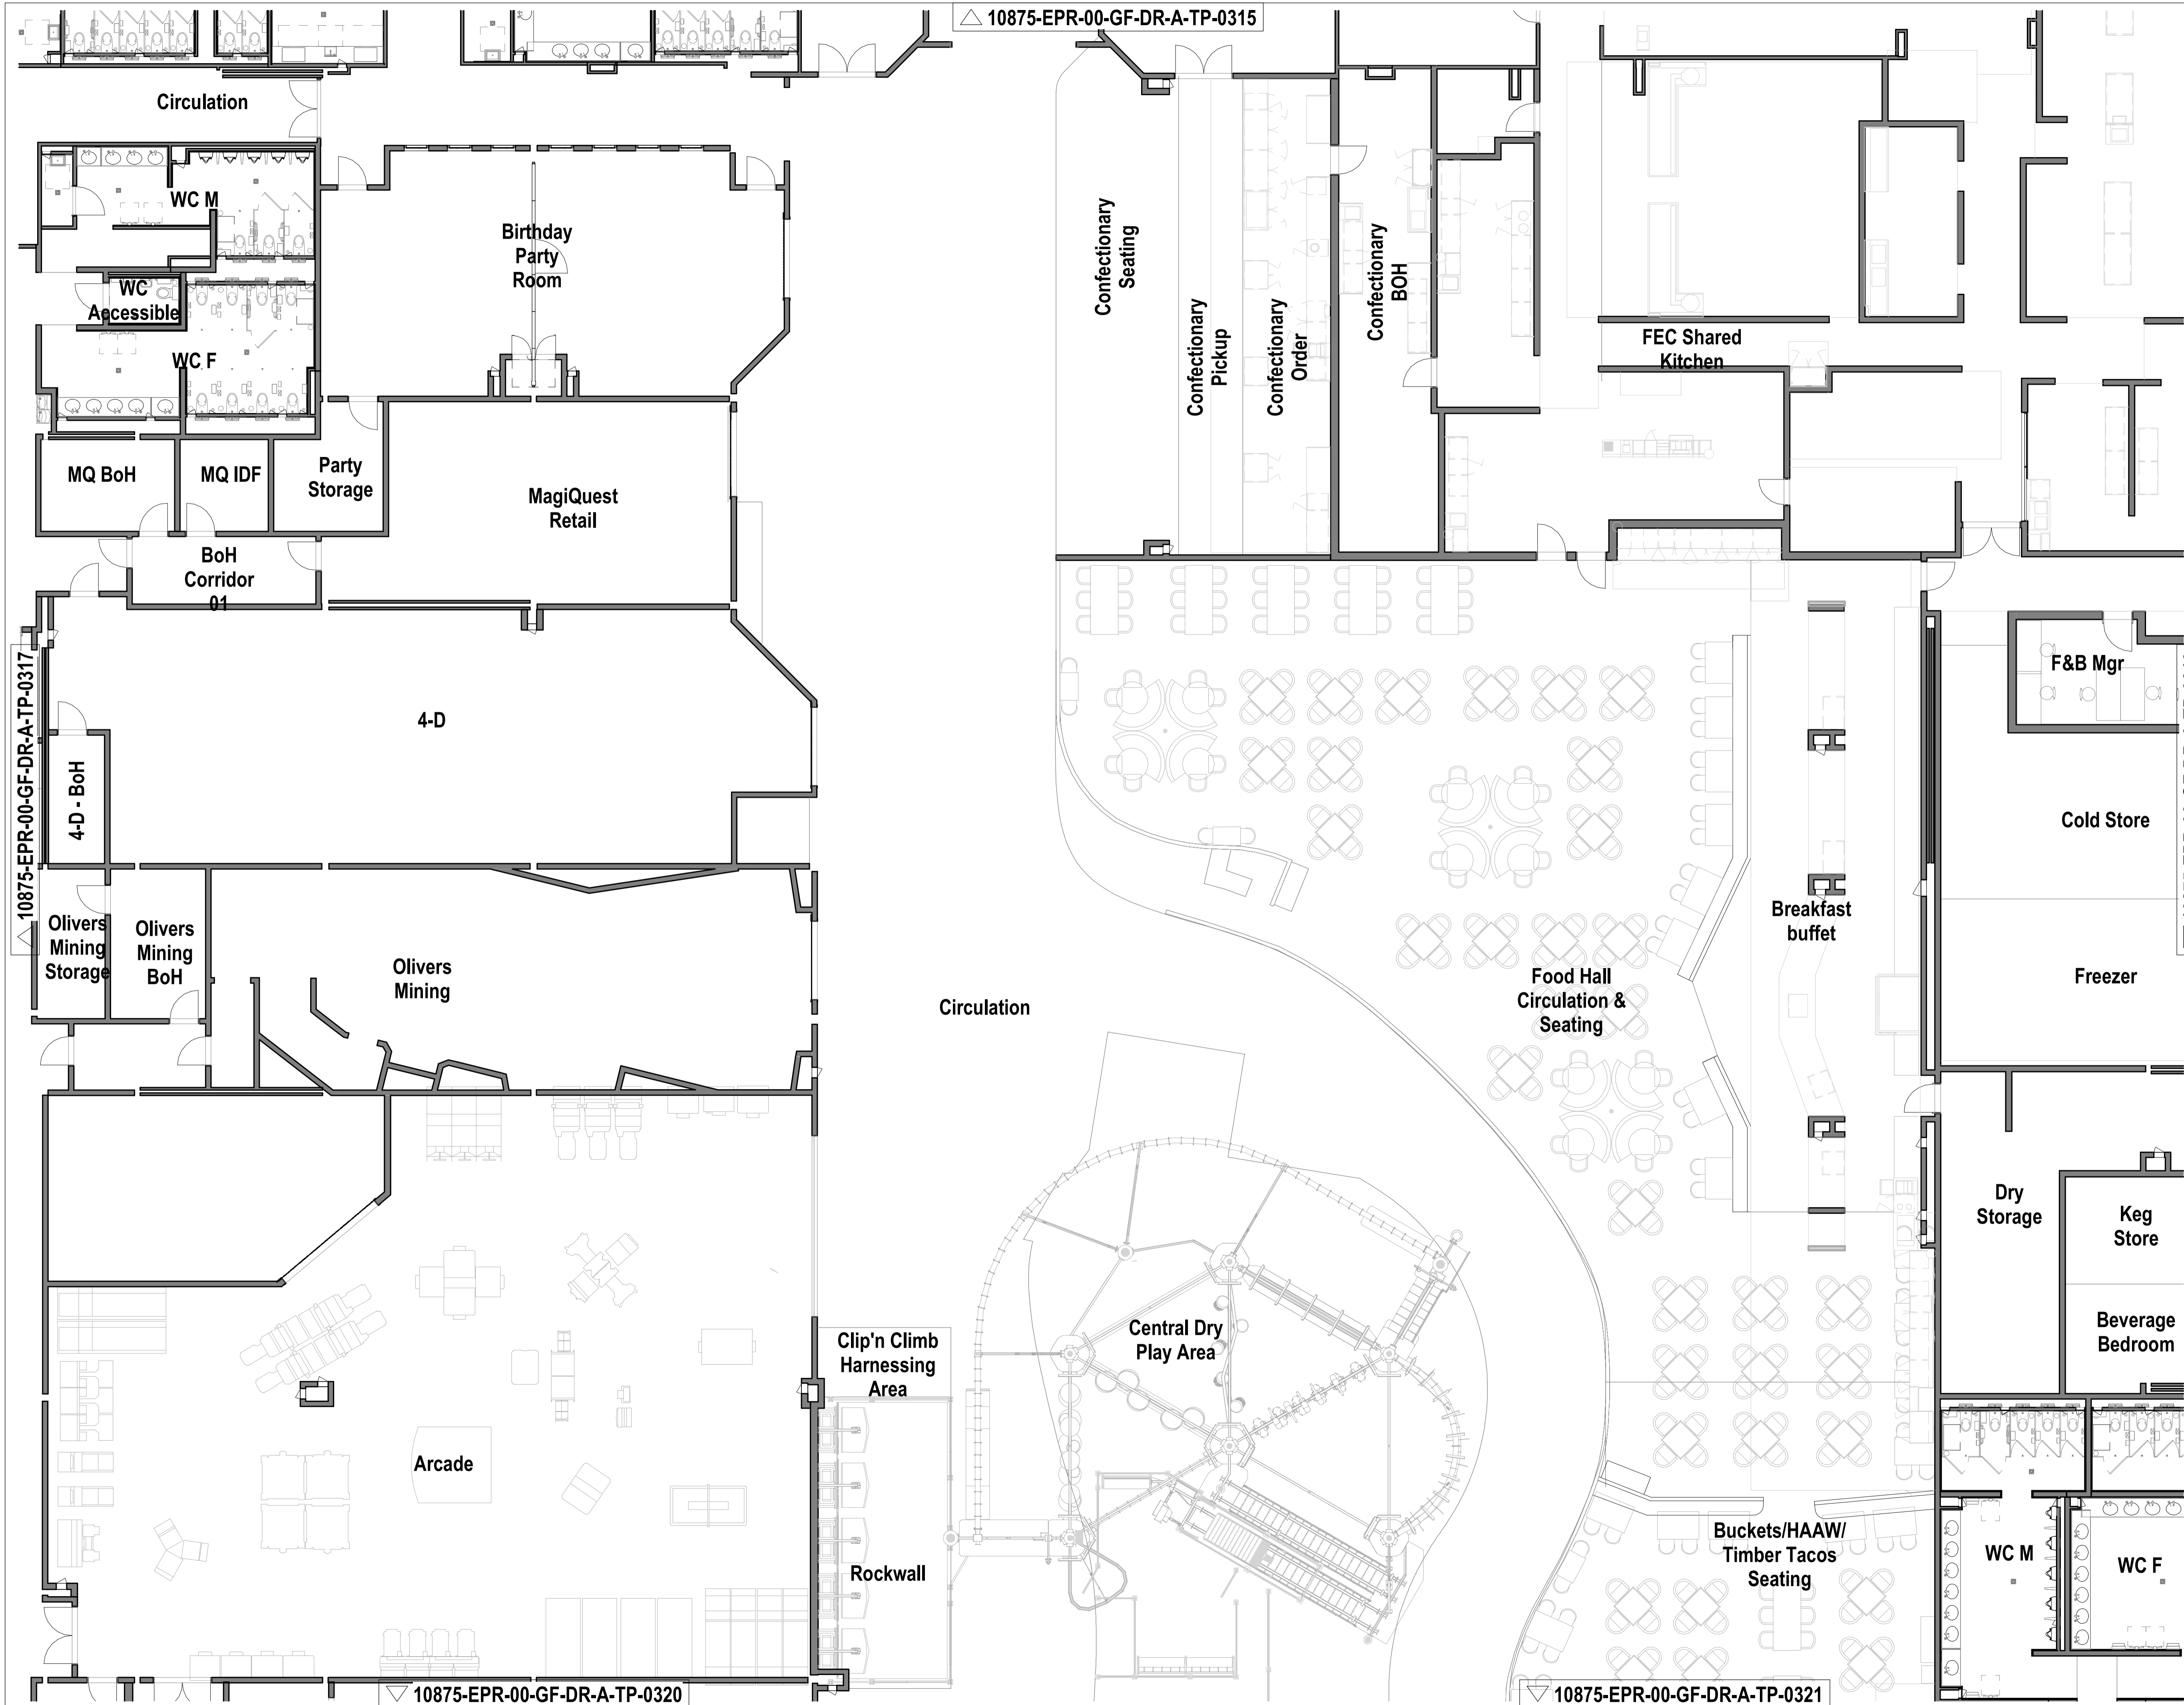 10875-EPR-00-GF-DR-A-TP-0315
Circulation
WC M
Birthday
Party
Room
WC
Accessible
WC F
Confectionary
Seating
Confectionary
Pickup
Confectionary
Order
Confectionary
BOH
FEC Shared
Kitchen
MQ BoH
MQ IDF
Party
Storage
MagiQuest
Retail
BoH
Corridor
01
10875-EPR-00-GF-DR-A-TP-0317
4-D
4-D - BoH
F&B Mgr
Cold Store
Olivers
Mining
Storage
Olivers
Mining
BoH
Olivers
Mining
Circulation
Food Hall
Circulation &
Seating
Breakfast
buffet
Freezer
Dry
Storage
Keg
Store
Beverage
Bedroom
Clip'n Climb
Harnessing
Area
Central Dry
Play Area
Arcade
Rockwall
Buckets/HAAW/
Timber Tacos
Seating
WC M
WC F
10875-EPR-00-GF-DR-A-TP-0320
10875-EPR-00-GF-DR-A-TP-0321